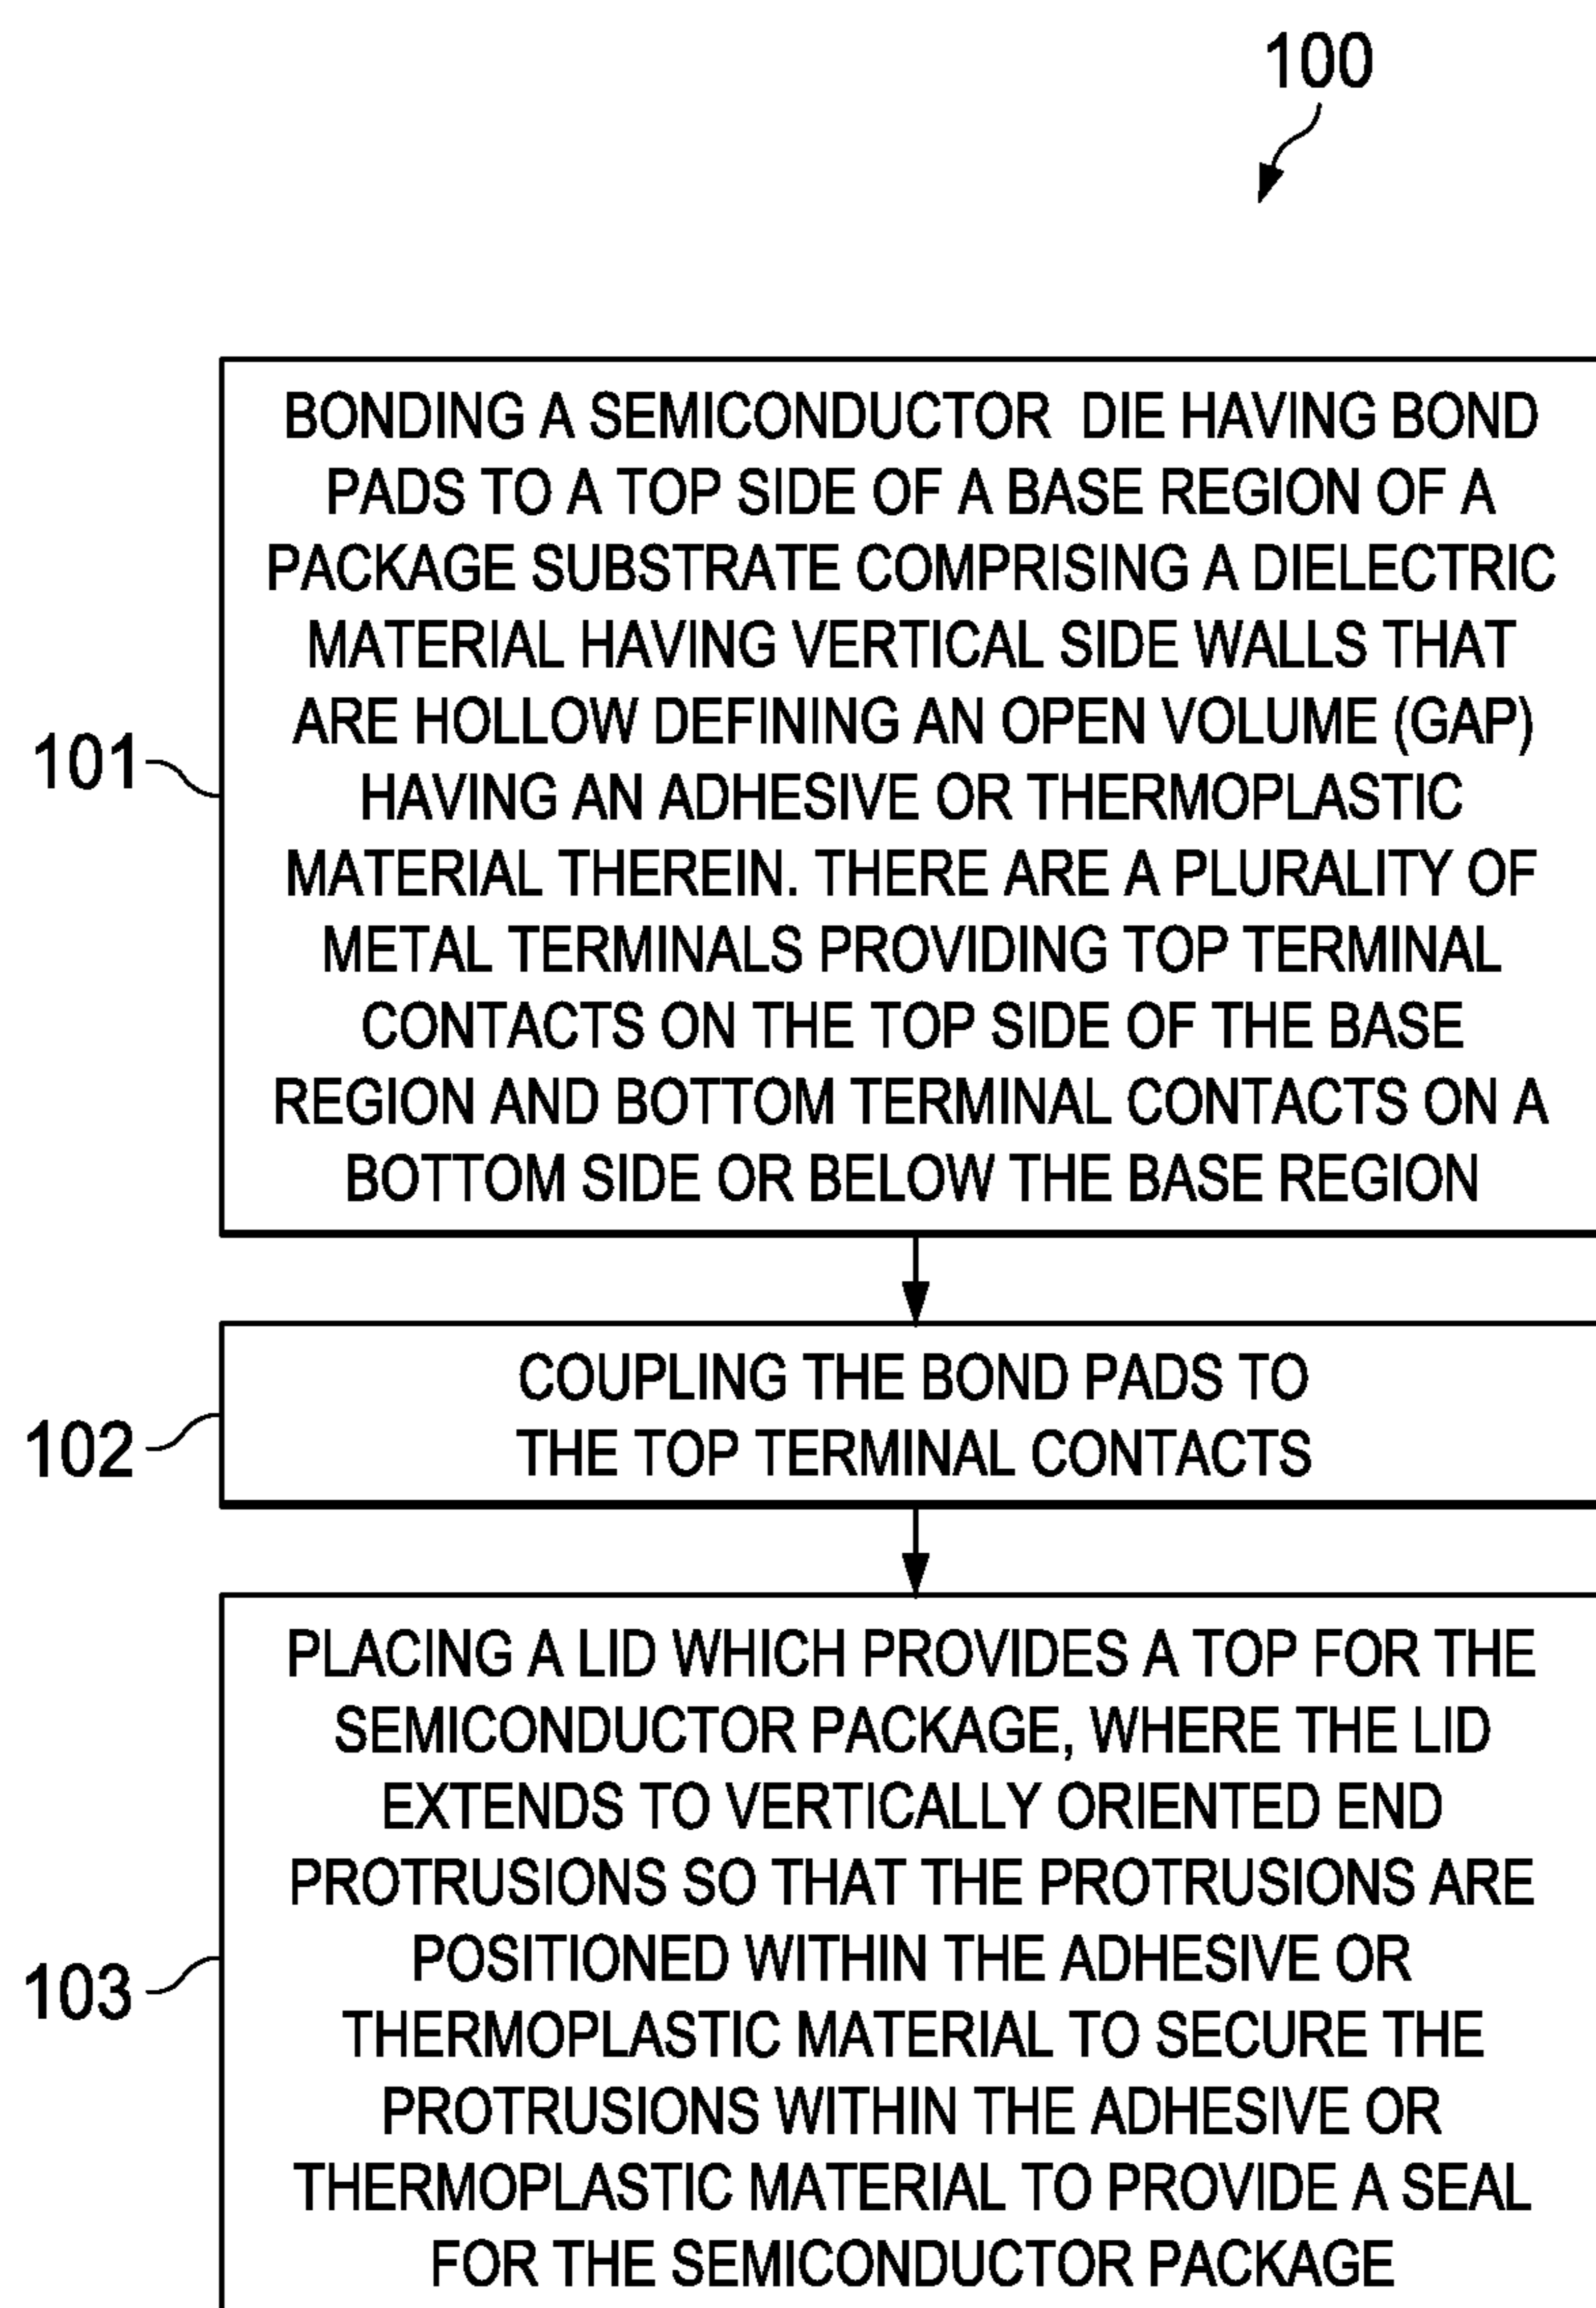 100
BONDING A SEMICONDUCTOR DIE HAVING BOND
PADS TO A TOP SIDE OF A BASE REGION OF A
PACKAGE SUBSTRATE COMPRISING A DIELECTRIC
MATERIAL HAVING VERTICAL SIDE WALLS THAT
ARE HOLLOW DEFINING AN OPEN VOLUME (GAP)
HAVING AN ADHESIVE OR THERMOPLASTIC
MATERIAL THEREIN. THERE ARE A PLURALITY OF
METAL TERMINALS PROVIDING TOP TERMINAL
CONTACTS ON THE TOP SIDE OF THE BASE
REGION AND BOTTOM TERMINAL CONTACTS ON A
BOTTOM SIDE OR BELOW THE BASE REGION
101
COUPLING THE BOND PADS TO
THE TOP TERMINAL CONTACTS
102
PLACING A LID WHICH PROVIDES A TOP FOR THE
SEMICONDUCTOR PACKAGE, WHERE THE LID
EXTENDS TO VERTICALLY ORIENTED END
PROTRUSIONS SO THAT THE PROTRUSIONS ARE
POSITIONED WITHIN THE ADHESIVE OR
THERMOPLASTIC MATERIAL TO SECURE THE
PROTRUSIONS WITHIN THE ADHESIVE OR
THERMOPLASTIC MATERIAL TO PROVIDE A SEAL
FOR THE SEMICONDUCTOR PACKAGE
103